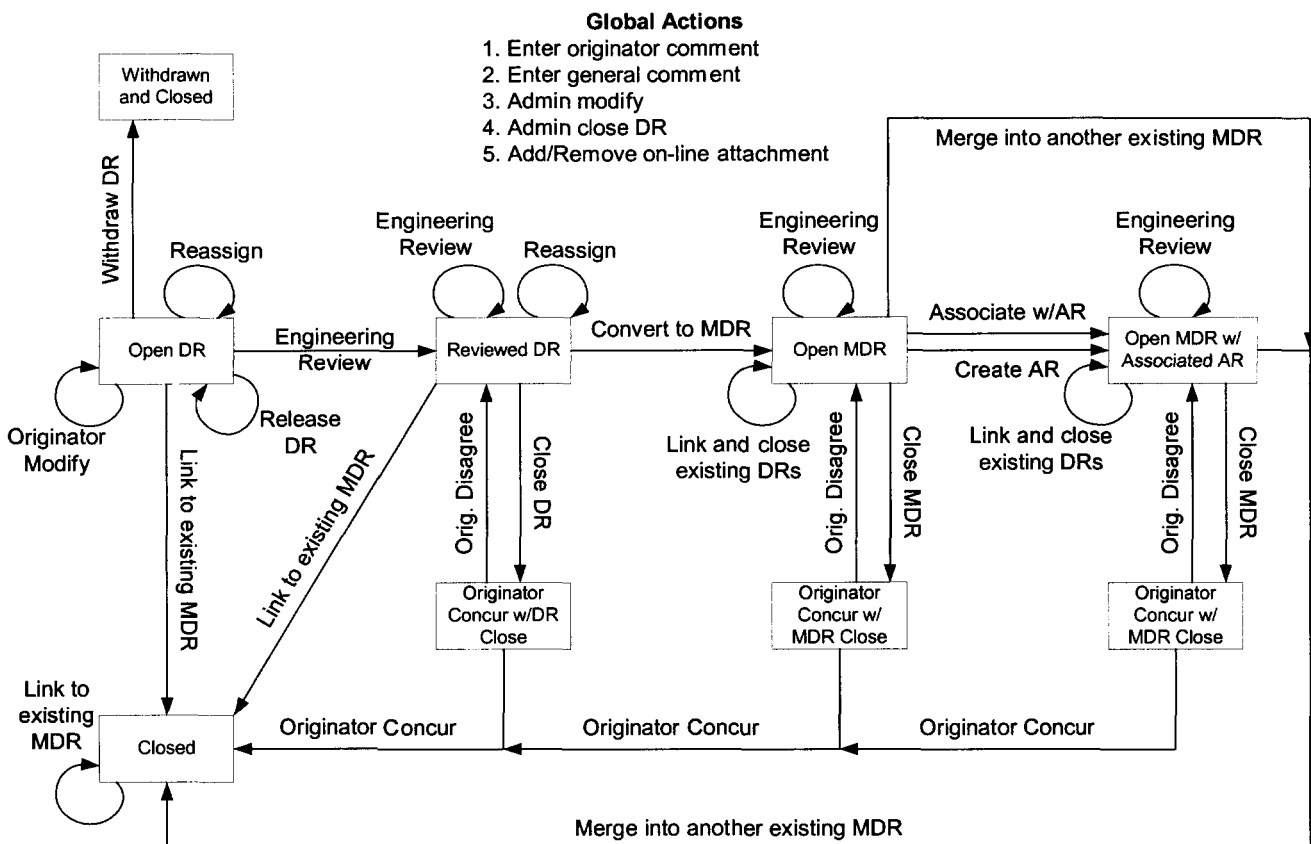 Global Actions
1. Enter originator comment
2. Enter general comment
3. Admin modify
4. Admin close DR
5. Add/Remove on-line attachment
Withdrawn
and Closed
Merge into another existing MDR
Withdraw DR
Reassign
Engineering
Review
Reassign
Engineering
Review
Engineering
Review
Open DR
Engineering
Review
Reviewed DR
Convert to MDR
Open MDR
Associate w/AR
Create AR
Open MDR w/
Associated AR
Originator
Modify
Release
DR
Link to existing MDR
Link to existing MDR
Orig. Disagree
Close DR
Link and close
existing DRs
Orig. Disagree
Close MDR
Link and close
existing DRs
Orig. Disagree
Close MDR
Originator
Concur w/DR
Close
Originator
Concur w/
MDR Close
Originator
Concur w/
MDR Close
Link to
existing
MDR
Closed
Originator Concur
Originator Concur
Originator Concur
Merge into another existing MDR